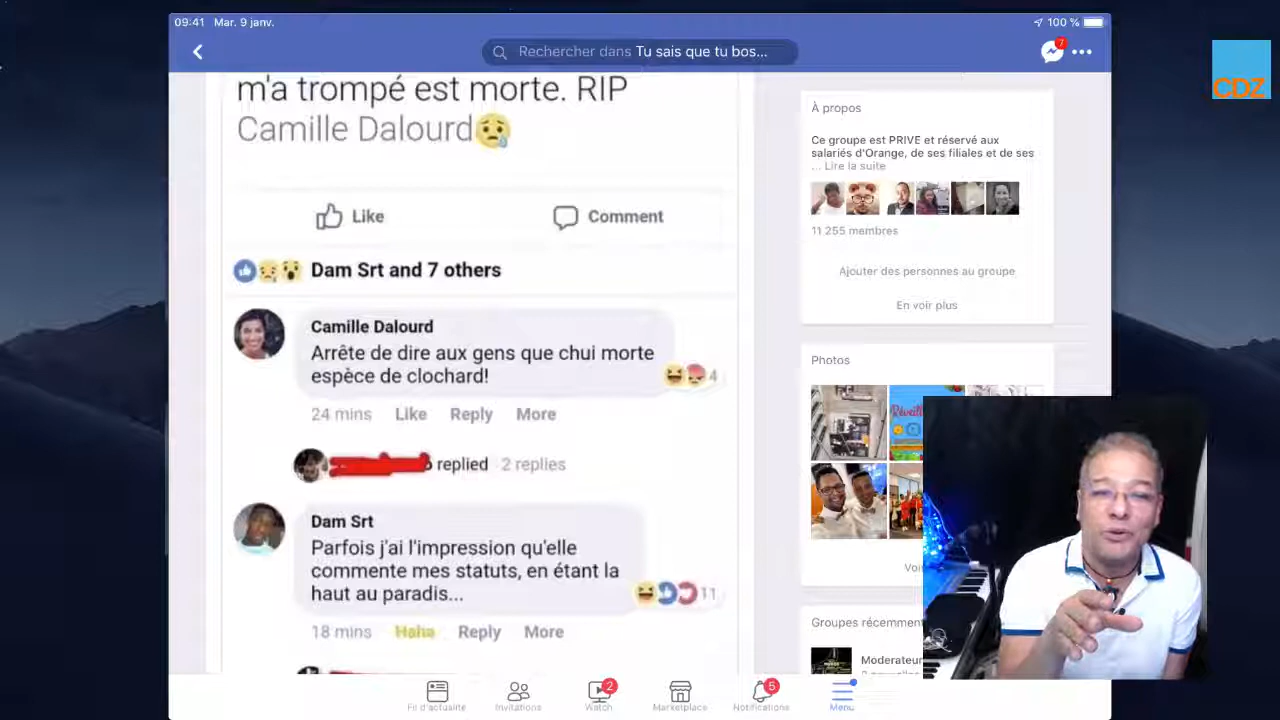 09:41 Mar. 9 janv.
100 %
Rechercher dans Tu sais que tu bos...
7
CDZ
m'a trompé est morte. RIP
Camille Dalourd
Like
Comment
Dam Srt and 7 others
Camille Dalourd
Arrête de dire aux gens que chui morte
espèce de clochard!
4
24 mins Like Reply More
replied 2 replies
Dam Srt
Parfois j'ai l'impression qu'elle
commente mes statuts, en étant la
haut au paradis...
11
18 mins Haha Reply More
À propos
Ce groupe est PRIVE et réservé aux
salariés d'Orange, de ses filiales et de ses
... Lire la suite
11 255 membres
Ajouter des personnes au groupe
En voir plus
Photos
Réveill
Groupes récemment
Moderateur
2
5
Fil d'actualité
Invitations
Watch
Marketplace
Notifications
Menu